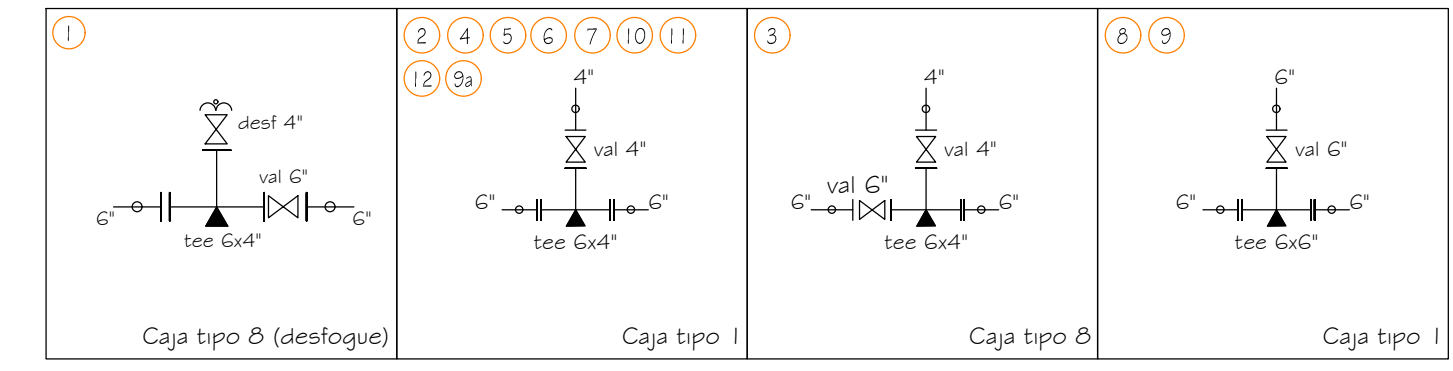 1
desf 4"
val 6"
6"
6"
tee 6x4"
Caja tipo 8 (desfogue)
2 4 5 6 7 10 11
12 9a
4"
val 4"
6"
6"
tee 6x4"
Caja tipo 1
3
4"
val 4"
val 6"
6"
6"
tee 6x4"
Caja tipo 8
8 9
6"
val 6"
6"
6"
tee 6x6"
Caja tipo 1